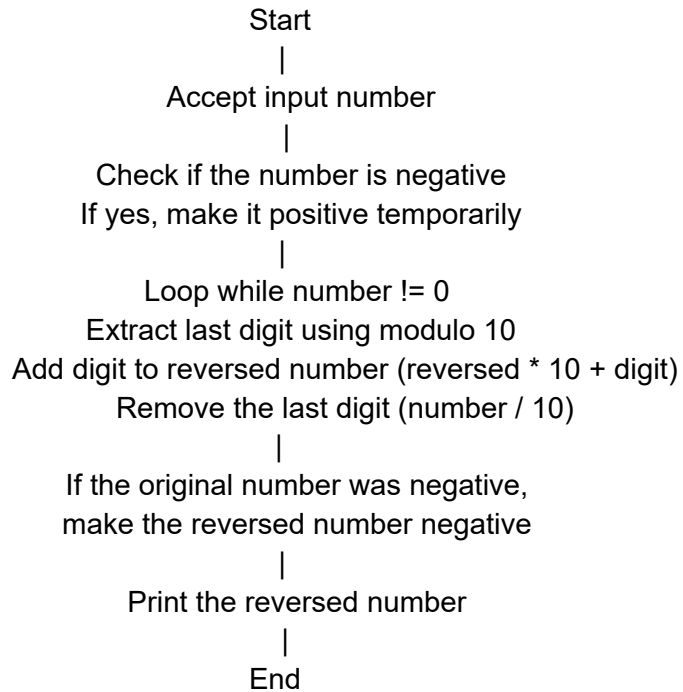 Start
|
Accept input number
|
Check if the number is negative
If yes, make it positive temporarily
|
Loop while number != 0
Extract last digit using modulo 10
Add digit to reversed number (reversed * 10 + digit)
Remove the last digit (number / 10)
|
If the original number was negative,
make the reversed number negative
|
Print the reversed number
|
End